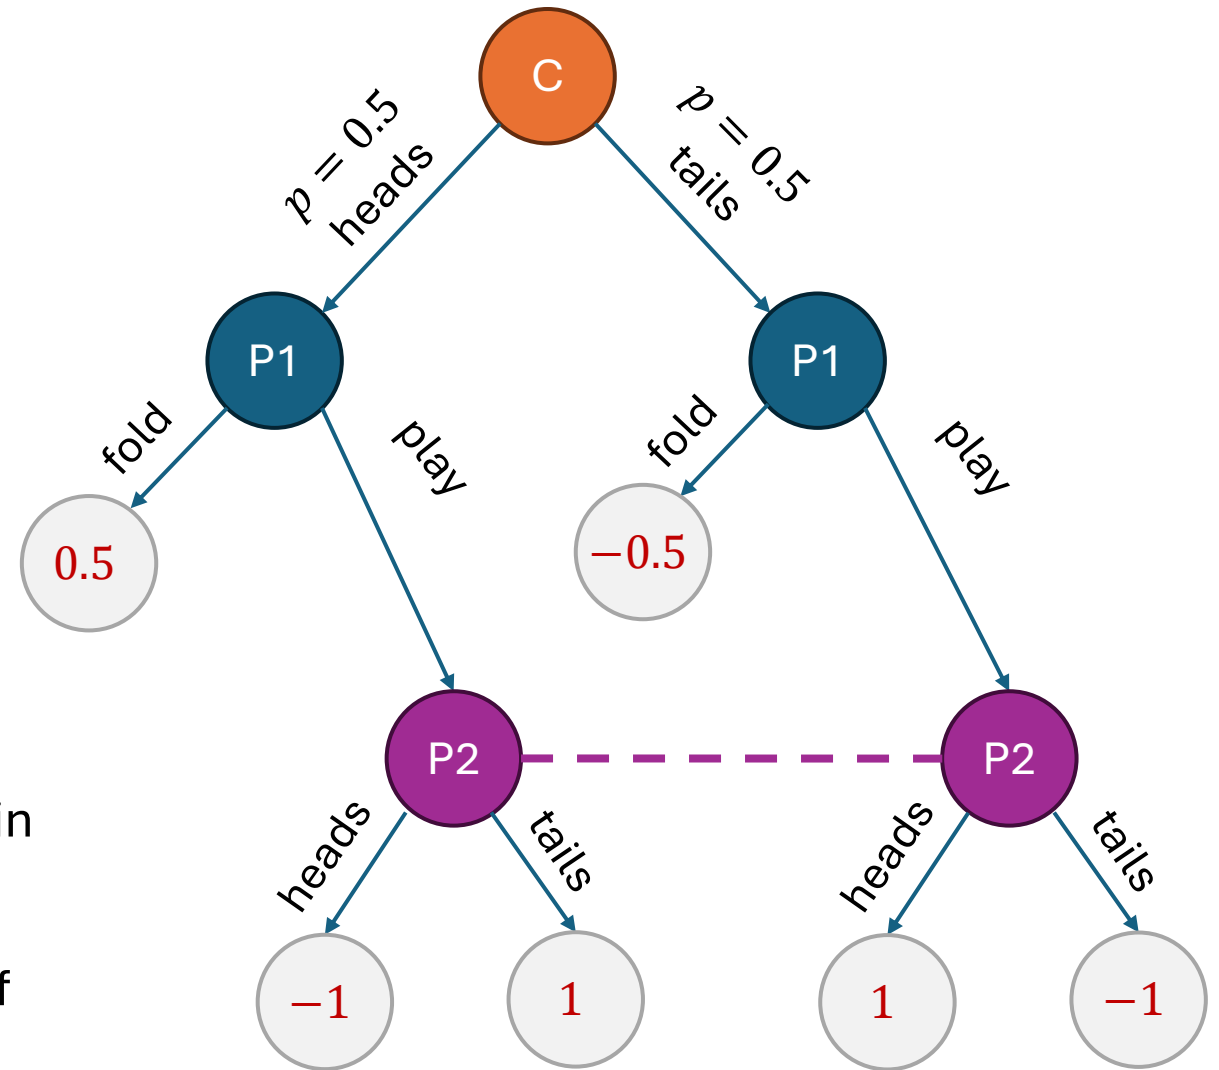 C
p = 0.5
heads
p = 0.5
tails
P1
P1
fold
play
fold
play
0.5
−0.5
P2
P2
in
heads
tails
heads
tails
f
−1
1
1
−1